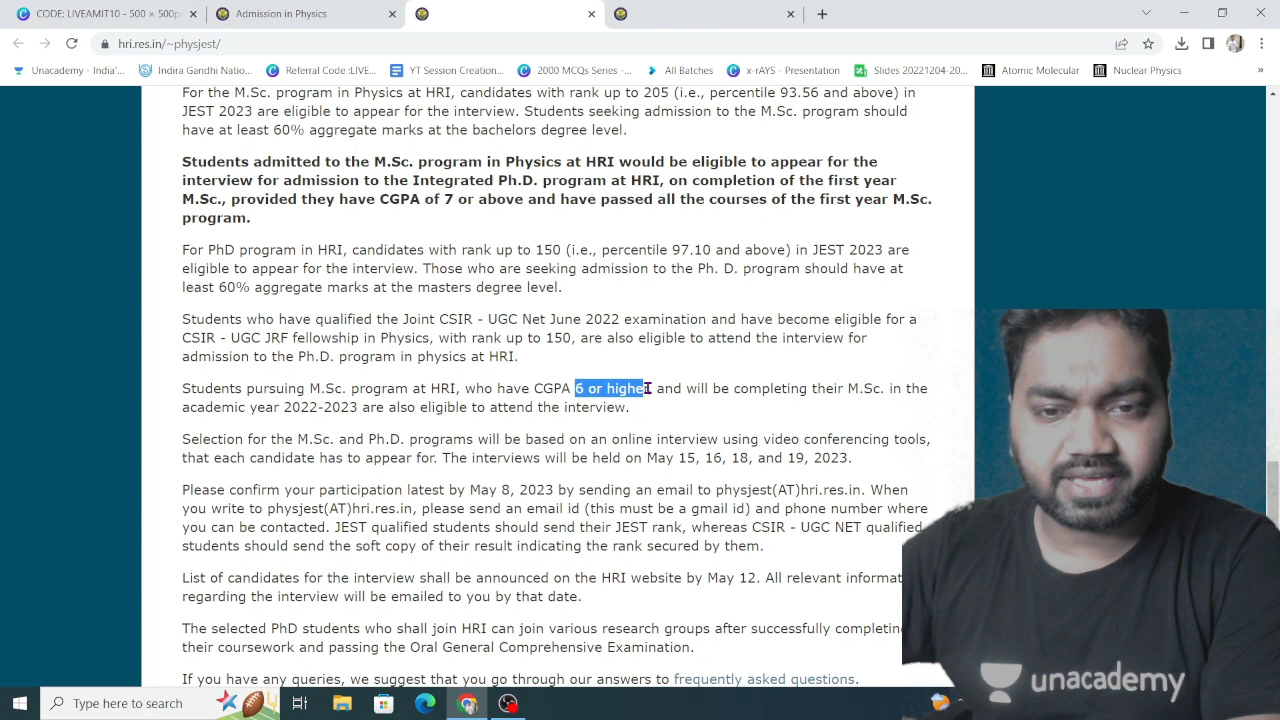 CODE: LIVEAMIT10 - 500 × 500p
Admission in Physics
hri.res.in/~physjest/
Unacademy - India'...
Indira Gandhi Natio...
Referral Code :LIVE...
YT Session Creation...
2000 MCQs Series -...
All Batches
x-rAYS - Presentation
Slides 20221204-20...
Atomic Molecular
Nuclear Physics
»
For the M.Sc. program in Physics at HRI, candidates with rank up to 205 (i.e., percentile 93.56 and above) in
JEST 2023 are eligible to appear for the interview. Students seeking admission to the M.Sc. program should
have at least 60% aggregate marks at the bachelors degree level.
Students admitted to the M.Sc. program in Physics at HRI would be eligible to appear for the
interview for admission to the Integrated Ph.D. program at HRI, on completion of the first year
M.Sc., provided they have CGPA of 7 or above and have passed all the courses of the first year M.Sc.
program.
For PhD program in HRI, candidates with rank up to 150 (i.e., percentile 97.10 and above) in JEST 2023 are
eligible to appear for the interview. Those who are seeking admission to the Ph. D. program should have at
least 60% aggregate marks at the masters degree level.
Students who have qualified the Joint CSIR - UGC Net June 2022 examination and have become eligible for a
CSIR - UGC JRF fellowship in Physics, with rank up to 150, are also eligible to attend the interview for
admission to the Ph.D. program in physics at HRI.
Students pursuing M.Sc. program at HRI, who have CGPA 6 or higher and will be completing their M.Sc. in the
academic year 2022-2023 are also eligible to attend the interview.
Selection for the M.Sc. and Ph.D. programs will be based on an online interview using video conferencing tools,
that each candidate has to appear for. The interviews will be held on May 15, 16, 18, and 19, 2023.
Please confirm your participation latest by May 8, 2023 by sending an email to physjest(AT)hri.res.in. When
you write to physjest(AT)hri.res.in, please send an email id (this must be a gmail id) and phone number where
you can be contacted. JEST qualified students should send their JEST rank, whereas CSIR - UGC NET qualified
students should send the soft copy of their result indicating the rank secured by them.
List of candidates for the interview shall be announced on the HRI website by May 12. All relevant informat
regarding the interview will be emailed to you by that date.
The selected PhD students who shall join HRI can join various research groups after successfully completin
their coursework and passing the Oral General Comprehensive Examination.
If you have any queries, we suggest that you go through our answers to frequently asked questions.
unacademy
Type here to search